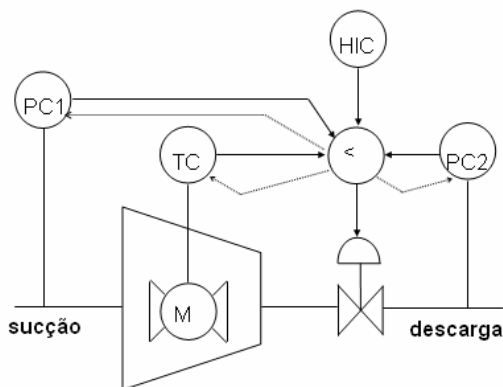 HIC
PC1
TC
<
PC2
M
sucção
descarga